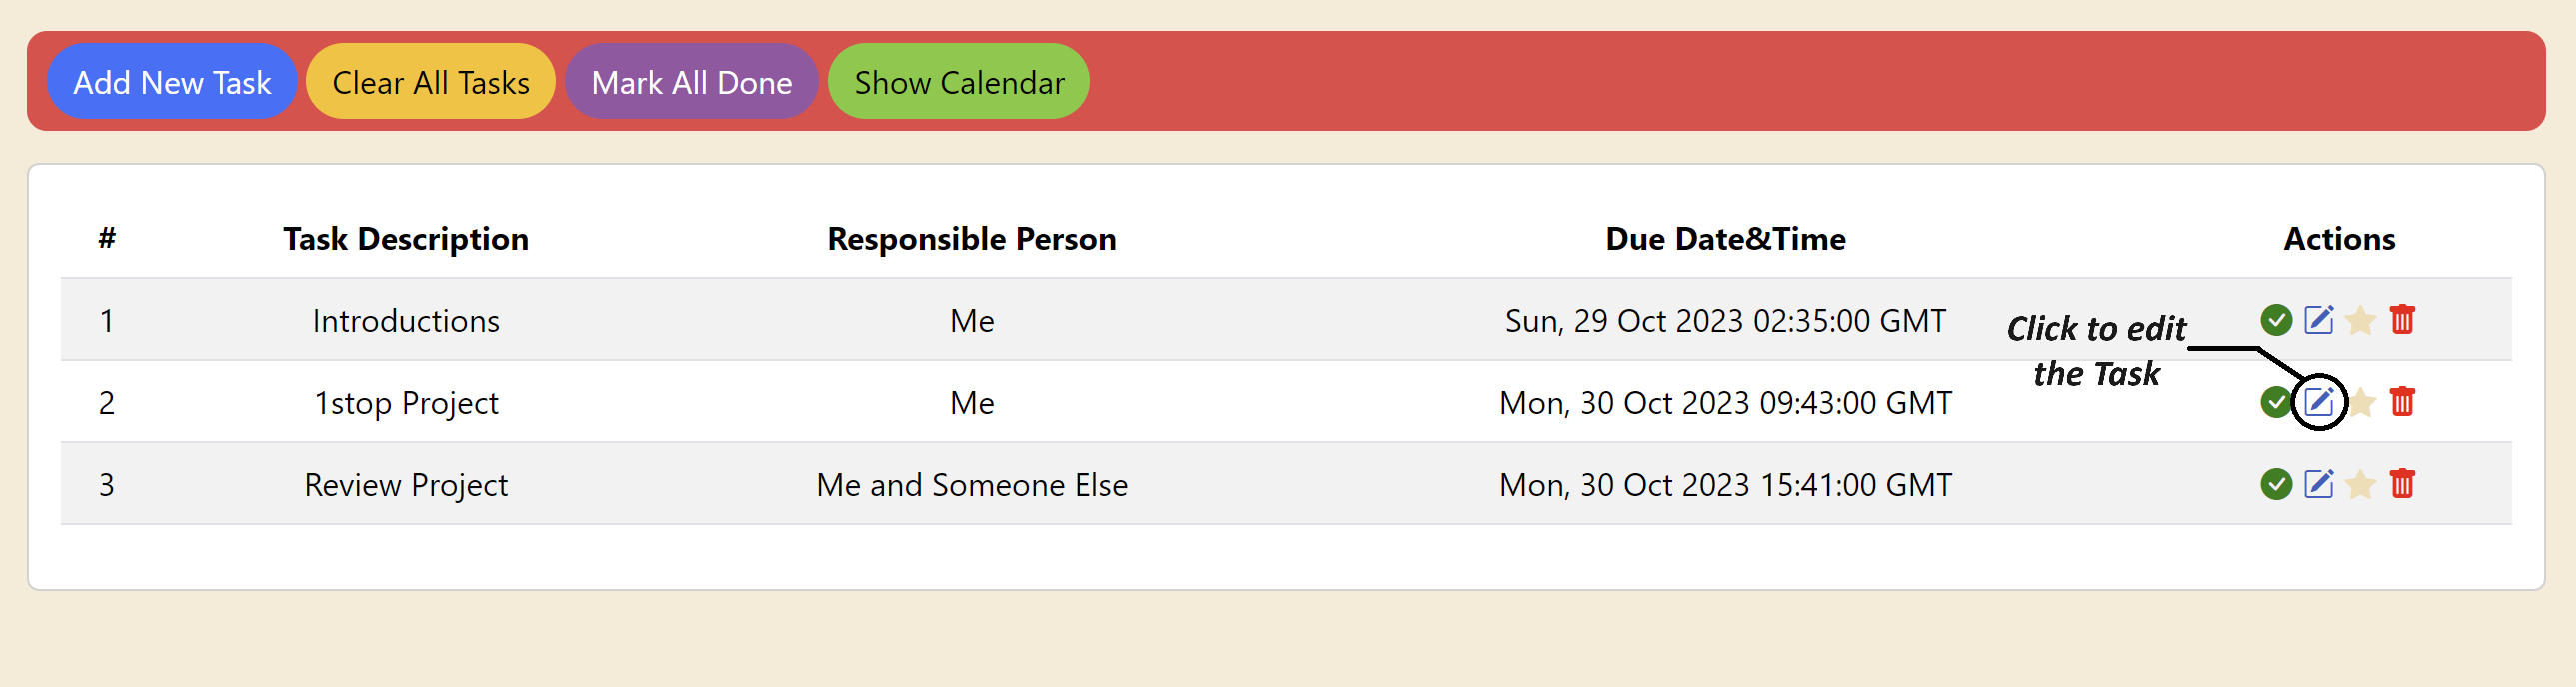 Add New Task Clear All Tasks Mark All Done Show Calendar
# Task Description Responsible Person Due Date&Time Actions
1 Introductions Me Sun, 29 Oct 2023 02:35:00 GMT
Click to edit
the Task
2 1stop Project Me Mon, 30 Oct 2023 09:43:00 GMT
3 Review Project Me and Someone Else Mon, 30 Oct 2023 15:41:00 GMT